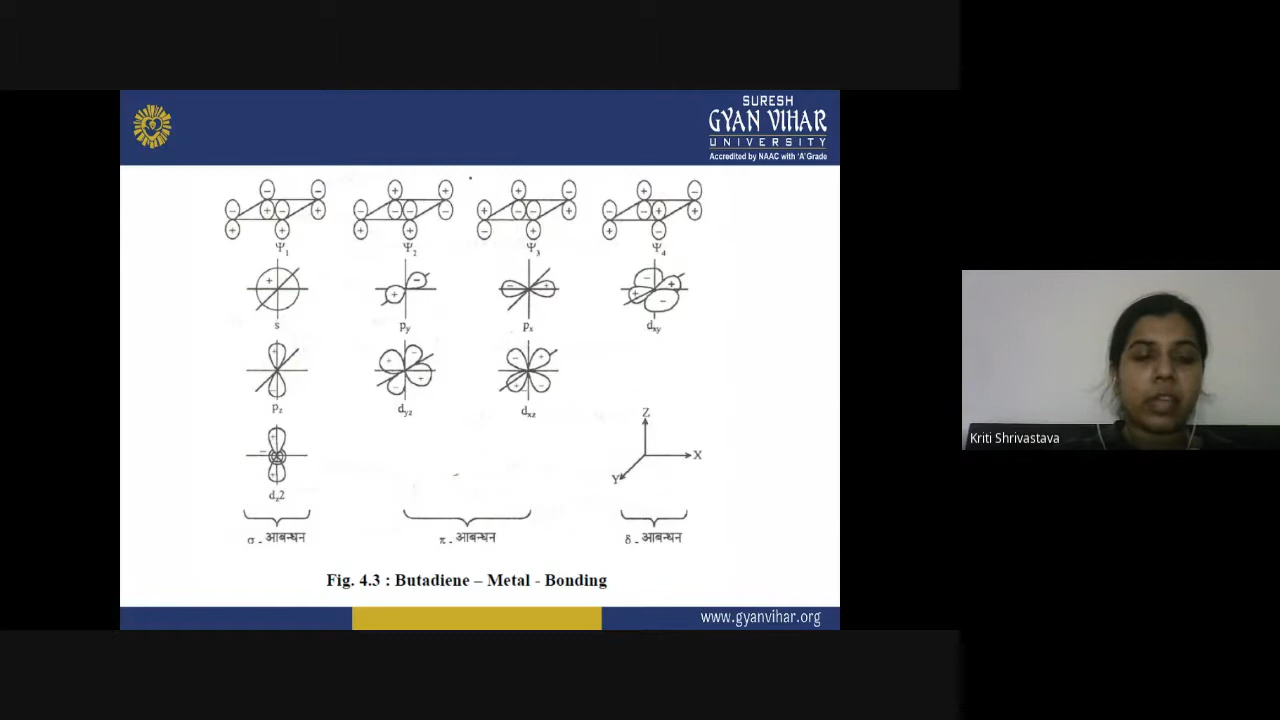 SURESH
GYAN VIHAR
UNIVERSITY
Accredited by NAAC with 'A' Grade
Ψ1 Ψ2 Ψ3 Ψ4
s py px dxy
pz dyz dxz
Z
X
Y
dz2
σ - आबन्धन π - आबन्धन δ - आबन्धन
Fig. 4.3 : Butadiene – Metal - Bonding
www.gyanvihar.org
Kriti Shrivastava